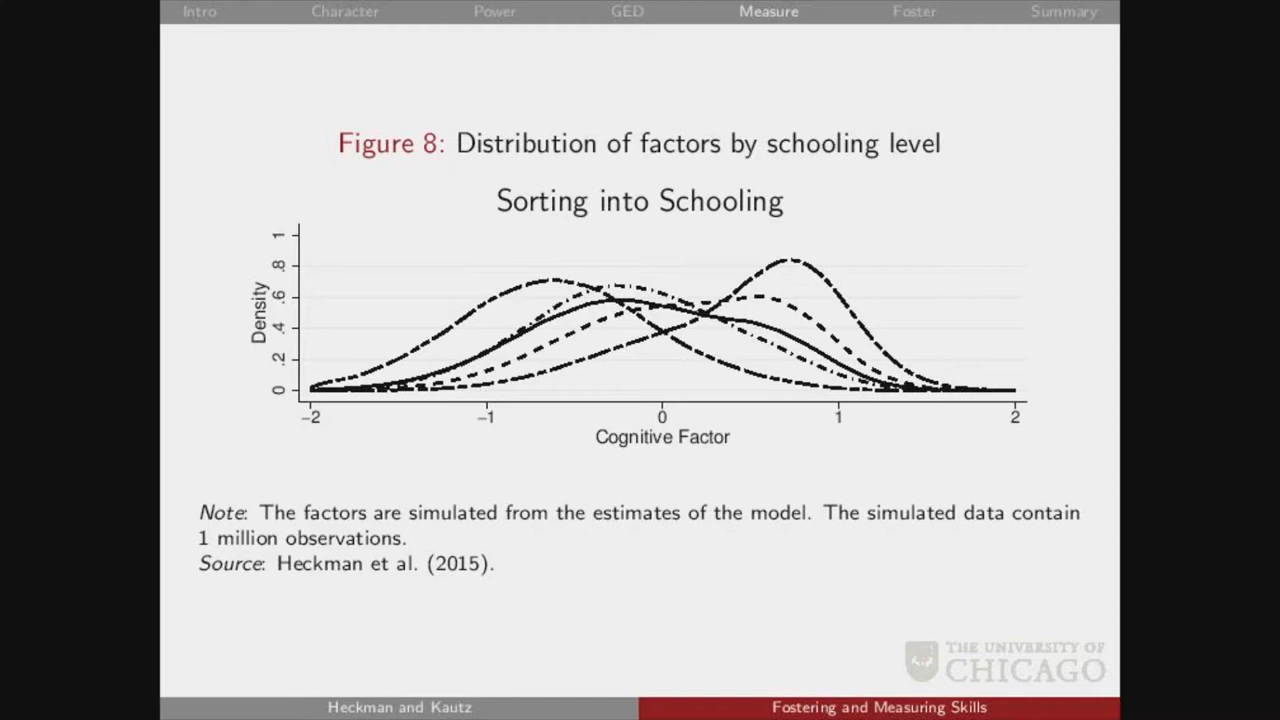 Intro Character Power GED Measure Foster Summary
Figure 8: Distribution of factors by schooling level
Sorting into Schooling
Density
1
.8
.6
.4
.2
0
−2 −1 0 1 2
Cognitive Factor
Note: The factors are simulated from the estimates of the model. The simulated data contain
1 million observations.
Source: Heckman et al. (2015).
THE UNIVERSITY OF
CHICAGO
Heckman and Kautz Fostering and Measuring Skills